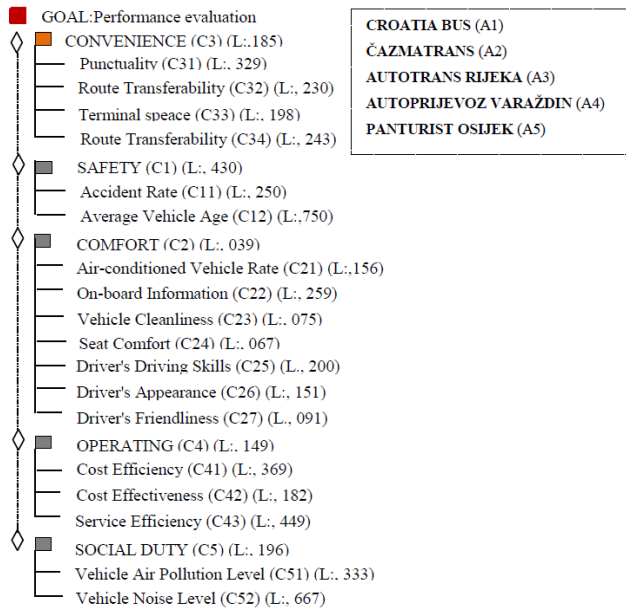 GOAL:Performance evaluation
CONVENIENCE (C3) (L:,185)
Punctuality (C31) (L:, 329)
Route Transferability (C32) (L:, 230)
Terminal speace (C33) (L:, 198)
Route Transferability (C34) (L:, 243)
SAFETY (C1) (L:, 430)
Accident Rate (C11) (L:, 250)
Average Vehicle Age (C12) (L:,750)
COMFORT (C2) (L:. 039)
Air-conditioned Vehicle Rate (C21) (L:,156)
On-board Information (C22) (L:, 259)
Vehicle Cleanliness (C23) (L:, 075)
Seat Comfort (C24) (L:. 067)
Driver's Driving Skills (C25) (L., 200)
Driver's Appearance (C26) (L:, 151)
Driver's Friendliness (C27) (L., 091)
OPERATING (C4) (L:. 149)
Cost Efficiency (C41) (L:, 369)
Cost Effectiveness (C42) (L:, 182)
Service Efficiency (C43) (L:, 449)
SOCIAL DUTY (C5) (L:. 196)
Vehicle Air Pollution Level (C51) (L:. 333)
Vehicle Noise Level (C52) (L:, 667)
CROATIA BUS (A1)
ČAZMATRANS (A2)
AUTOTRANS RIJEKA (A3)
AUTOPRIJEVOZ VARAŽDIN (A4)
PANTURIST OSIJEK (A5)